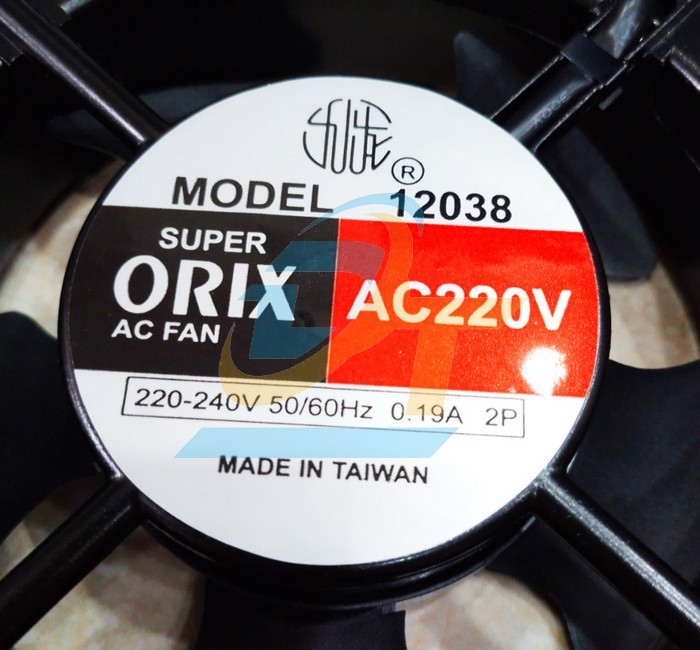 ®
MODEL 12038
SUPER
ORIX
AC FAN
AC220V
220-240V 50/60Hz 0.19A 2P
MADE IN TAIWAN